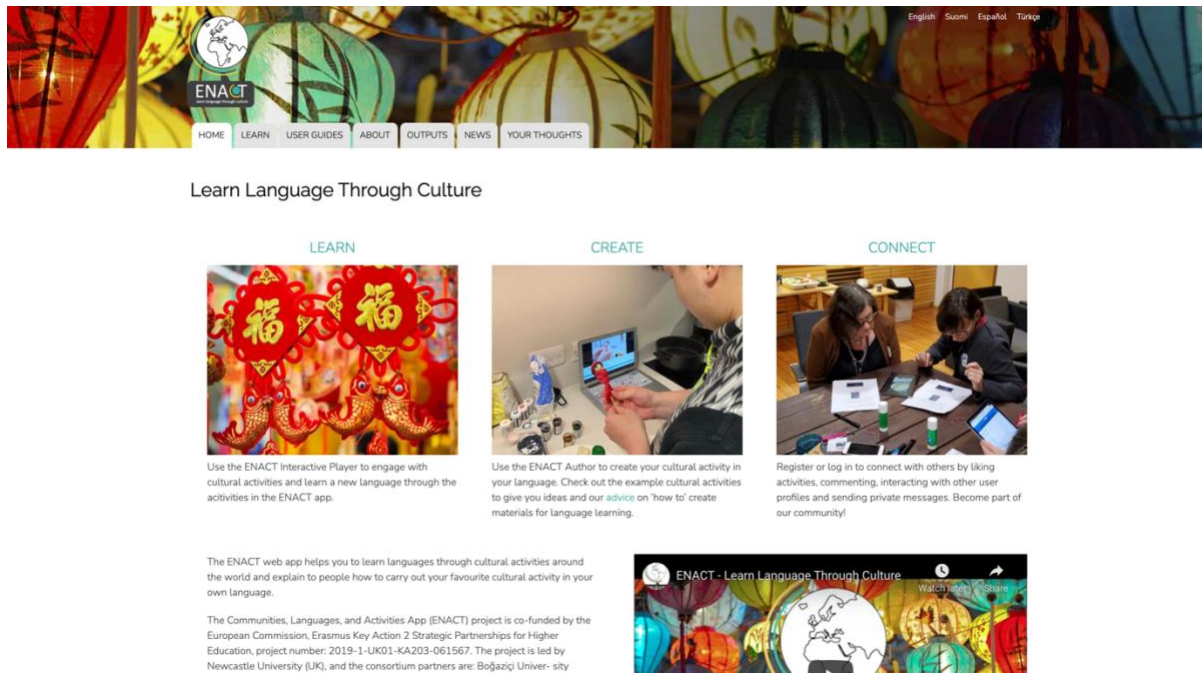 English Suomi Español Türkçe
ENACT
learn language through culture
HOME LEARN USER GUIDES ABOUT OUTPUTS NEWS YOUR THOUGHTS
Learn Language Through Culture
LEARN
福 福
Use the ENACT Interactive Player to engage with
cultural activities and learn a new language through the
acitivities in the ENACT app.
CREATE
Use the ENACT Author to create your cultural activity in
your language. Check out the example cultural activities
to give you ideas and our advice on 'how to' create
materials for language learning.
CONNECT
Register or log in to connect with others by liking
activities, commenting, interacting with other user
profiles and sending private messages. Become part of
our community!
The ENACT web app helps you to learn languages through cultural activities around
the world and explain to people how to carry out your favourite cultural activity in your
own language.
The Communities, Languages, and Activities App (ENACT) project is co-funded by the
European Commission, Erasmus Key Action 2 Strategic Partnerships for Higher
Education, project number: 2019-1-UK01-KA203-061567. The project is led by
Newcastle University (UK), and the consortium partners are: Boğaziçi Univer- sity
ENACT - Learn Language Through Culture
Watch later Share